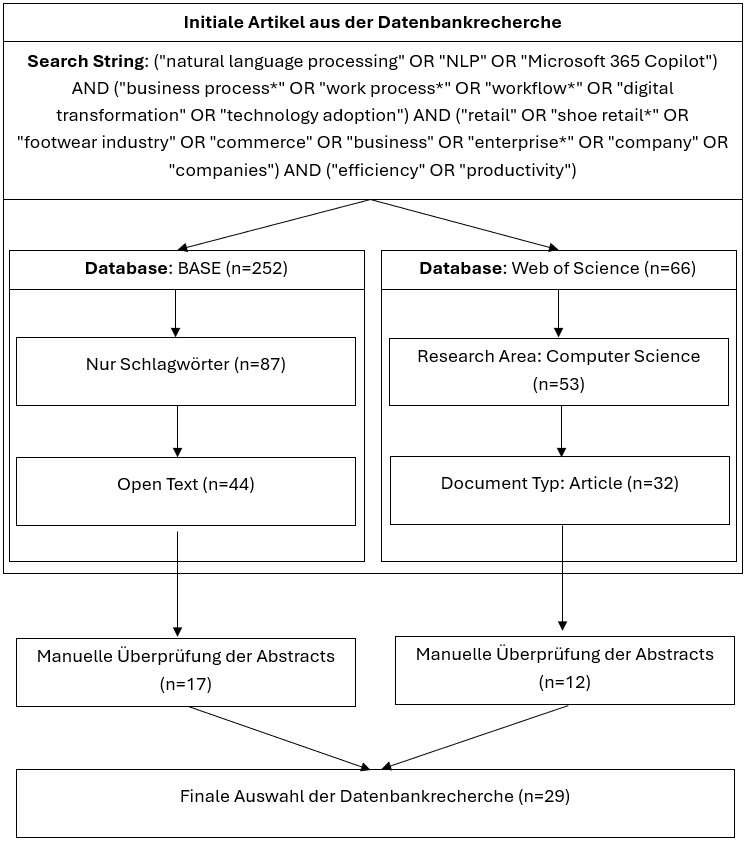 Initiale Artikel aus der Datenbankrecherche
Search String: ("natural language processing" OR "NLP" OR "Microsoft 365 Copilot")
AND ("business process*" OR "work process*" OR "workflow*" OR "digital
transformation" OR "technology adoption") AND ("retail" OR "shoe retail*" OR
"footwear industry" OR "commerce" OR "business" OR "enterprise*" OR "company" OR
"companies") AND ("efficiency" OR "productivity")
Database: BASE (n=252)
Nur Schlagwörter (n=87)
Open Text (n=44)
Database: Web of Science (n=66)
Research Area: Computer Science
(n=53)
Document Typ: Article (n=32)
Manuelle Überprüfung der Abstracts
(n=17)
Manuelle Überprüfung der Abstracts
(n=12)
Finale Auswahl der Datenbankrecherche (n=29)